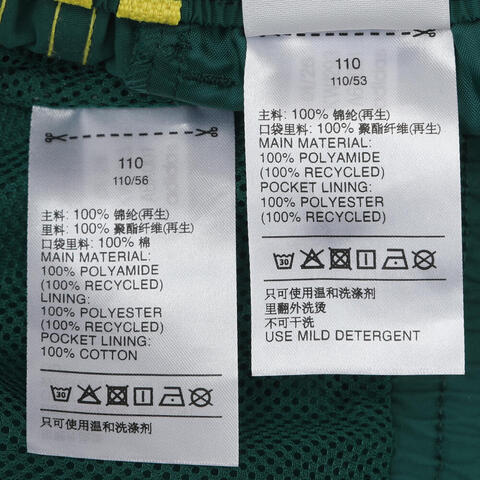 110
110/56
主料: 100% 锦纶(再生)
里料: 100% 聚酯纤维(再生)
口袋里料: 100% 棉
MAIN MATERIAL:
100% POLYAMIDE
(100% RECYCLED)
LINING:
100% POLYESTER
(100% RECYCLED)
POCKET LINING:
100% COTTON
30
只可使用温和洗涤剂
110
110/53
主料: 100% 锦纶(再生)
口袋里料: 100% 聚酯纤维(再生)
MAIN MATERIAL:
100% POLYAMIDE
(100% RECYCLED)
POCKET LINING:
100% POLYESTER
(100% RECYCLED)
30
只可使用温和洗涤剂
里翻外洗烫
不可干洗
USE MILD DETERGENT